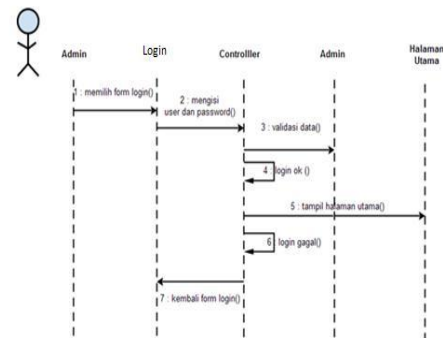 Admin
Login
Controlller
Admin
Halaman
Utama
1 : memilih form login()
2 : mengisi
user dan password()
3 : validasi data()
4 : login ok ()
5 : tampil halaman utama()
6 : login gagal()
7 : kembali form login()